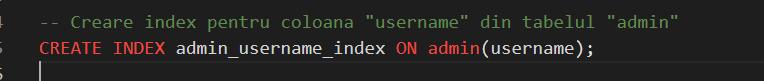 -- Creare index pentru coloana "username" din tabelul "admin"
CREATE INDEX admin_username_index ON admin(username);